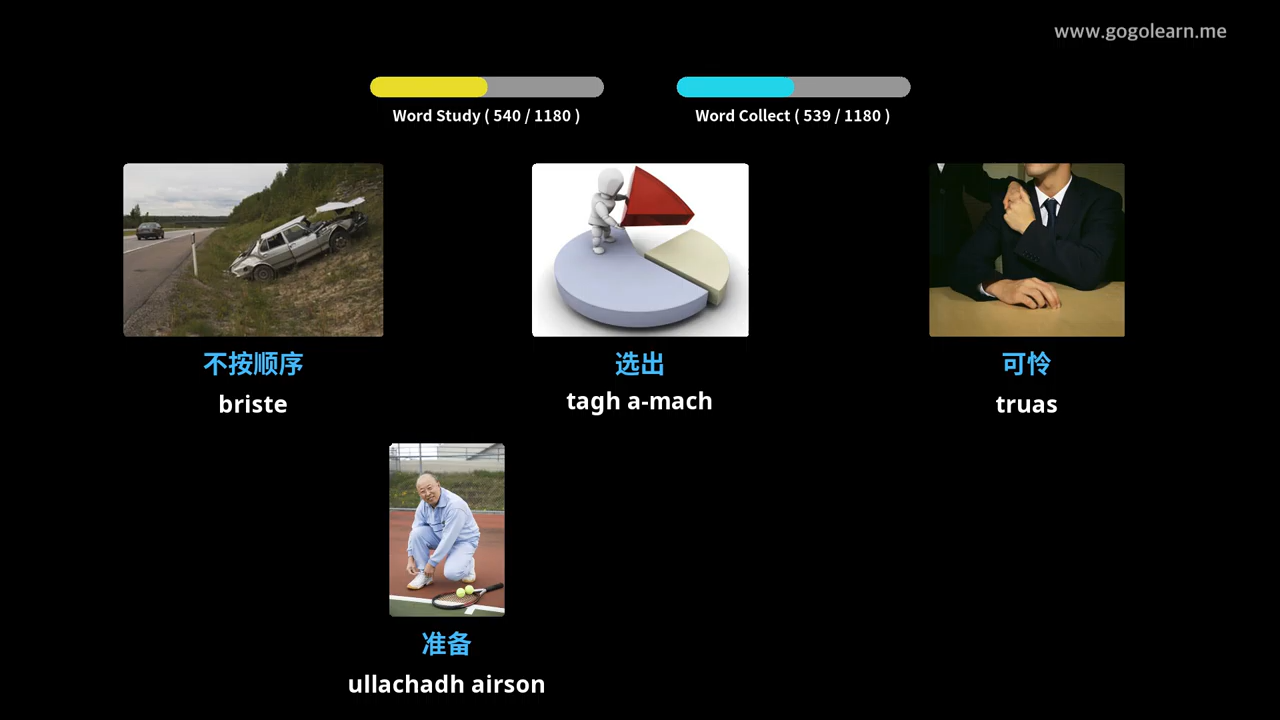 www.gogolearn.me
Word Study ( 540 / 1180 )
Word Collect ( 539 / 1180 )
不按顺序
briste
选出
tagh a-mach
可怜
truas
准备
ullachadh airson